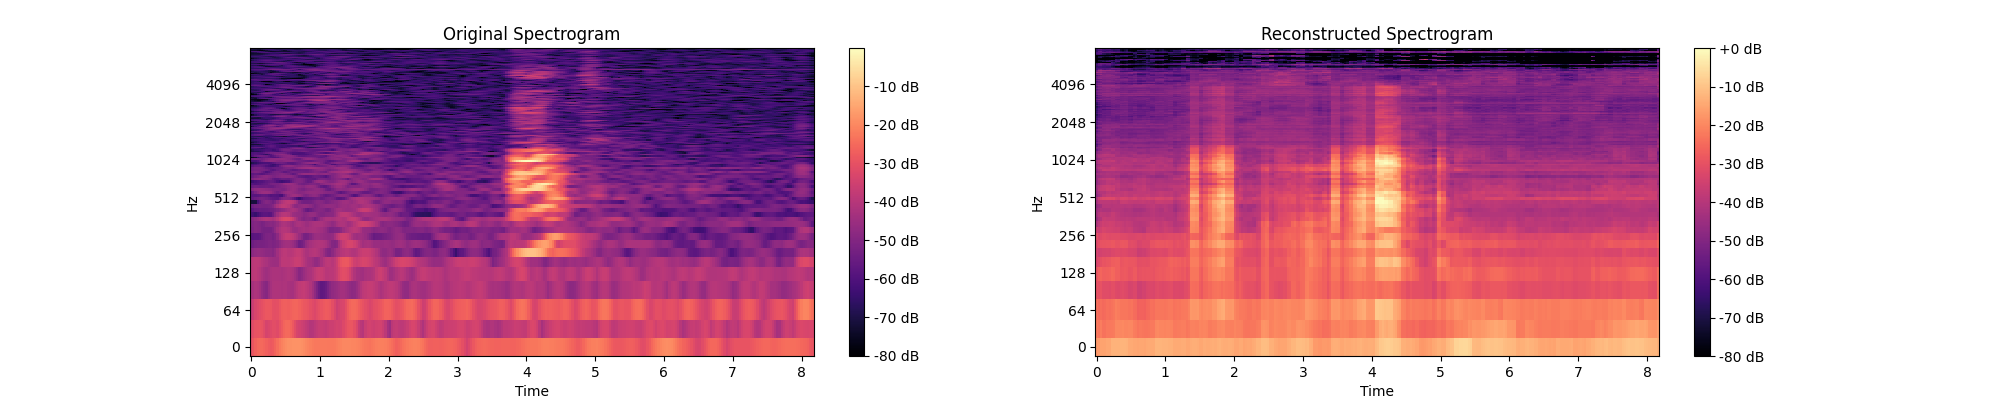 Original Spectrogram
Hz
4096
2048
1024
512
256
128
64
0
0 1 2 3 4 5 6 7 8
Time
-10 dB
-20 dB
-30 dB
-40 dB
-50 dB
-60 dB
-70 dB
-80 dB
Reconstructed Spectrogram
Hz
4096
2048
1024
512
256
128
64
0
0 1 2 3 4 5 6 7 8
Time
+0 dB
-10 dB
-20 dB
-30 dB
-40 dB
-50 dB
-60 dB
-70 dB
-80 dB